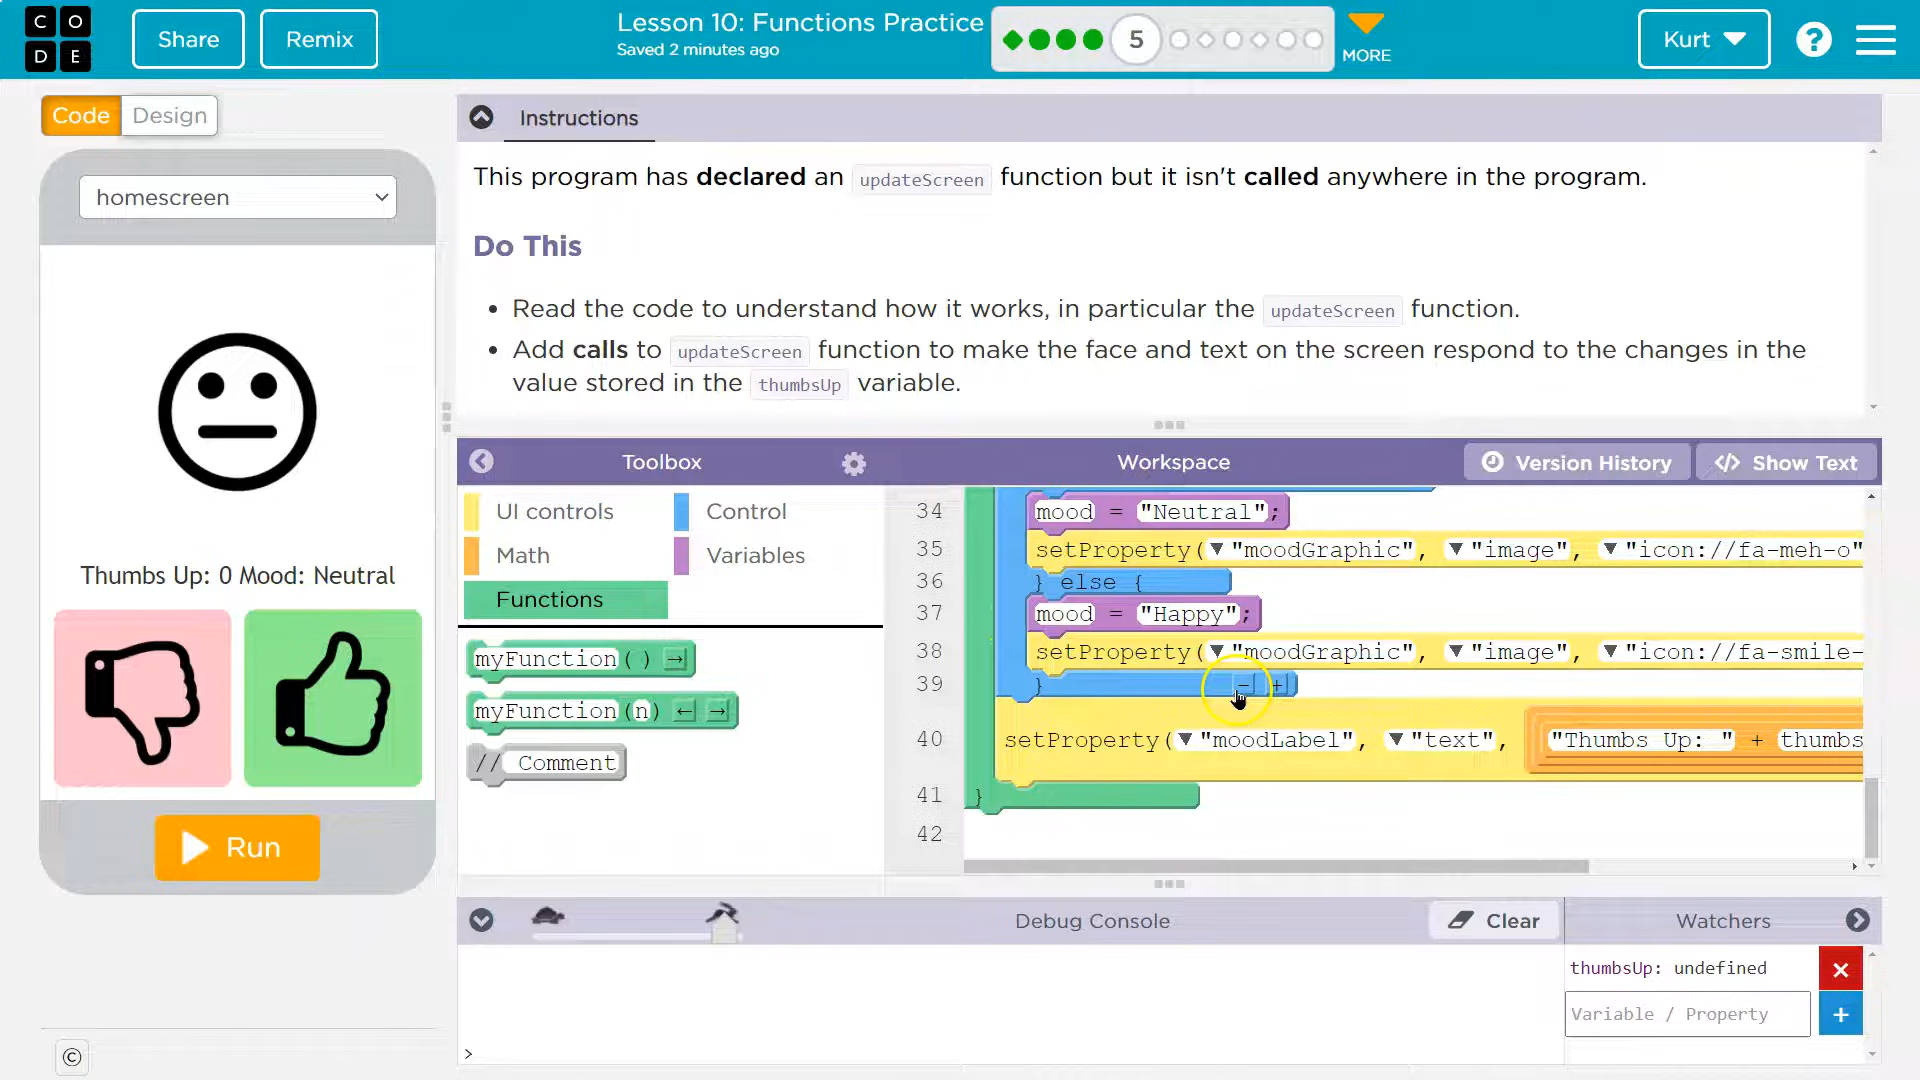 CODE
Share
Remix
Lesson 10: Functions Practice
Saved 2 minutes ago
5
MORE
Kurt
?
Code
Design
homescreen
Thumbs Up: 0 Mood: Neutral
Run
©
Instructions
This program has declared an updateScreen function but it isn't called anywhere in the program.
Do This
• Read the code to understand how it works, in particular the updateScreen function.
• Add calls to updateScreen function to make the face and text on the screen respond to the changes in the
value stored in the thumbsUp variable.
Toolbox
Workspace
Version History
</> Show Text
UI controls
Control
Math
Variables
Functions
myFunction() →
myFunction(n) ← →
// Comment
34 mood = "Neutral";
35 setProperty(▼"moodGraphic", ▼"image", ▼"icon://fa-meh-o"
36 } else {
37 mood = "Happy";
38 setProperty(▼"moodGraphic", ▼"image", ▼"icon://fa-smile-
39 } - +
40 setProperty(▼"moodLabel", ▼"text", "Thumbs Up: " + thumbs
41 }
42
Debug Console
Clear
Watchers
thumbsUp: undefined
Variable / Property
+
>